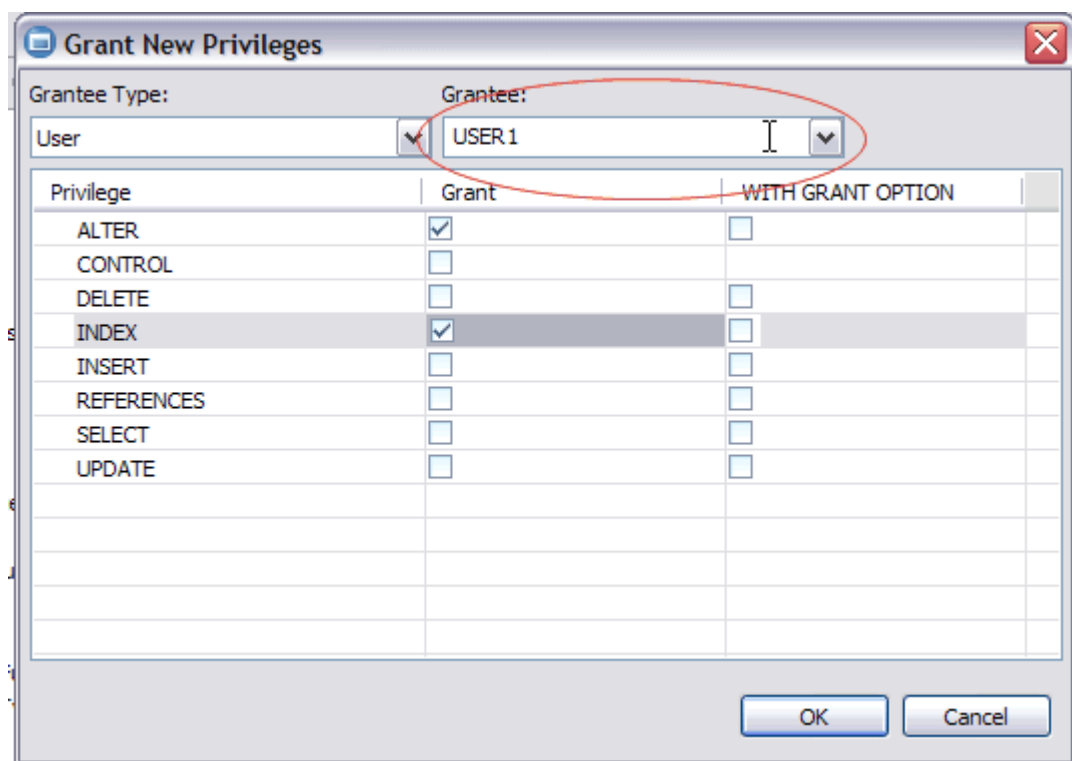 Grant New Privileges
Grantee Type: Grantee:
User USER1
Privilege Grant WITH GRANT OPTION
ALTER
CONTROL
DELETE
INDEX
INSERT
REFERENCES
SELECT
UPDATE
OK Cancel